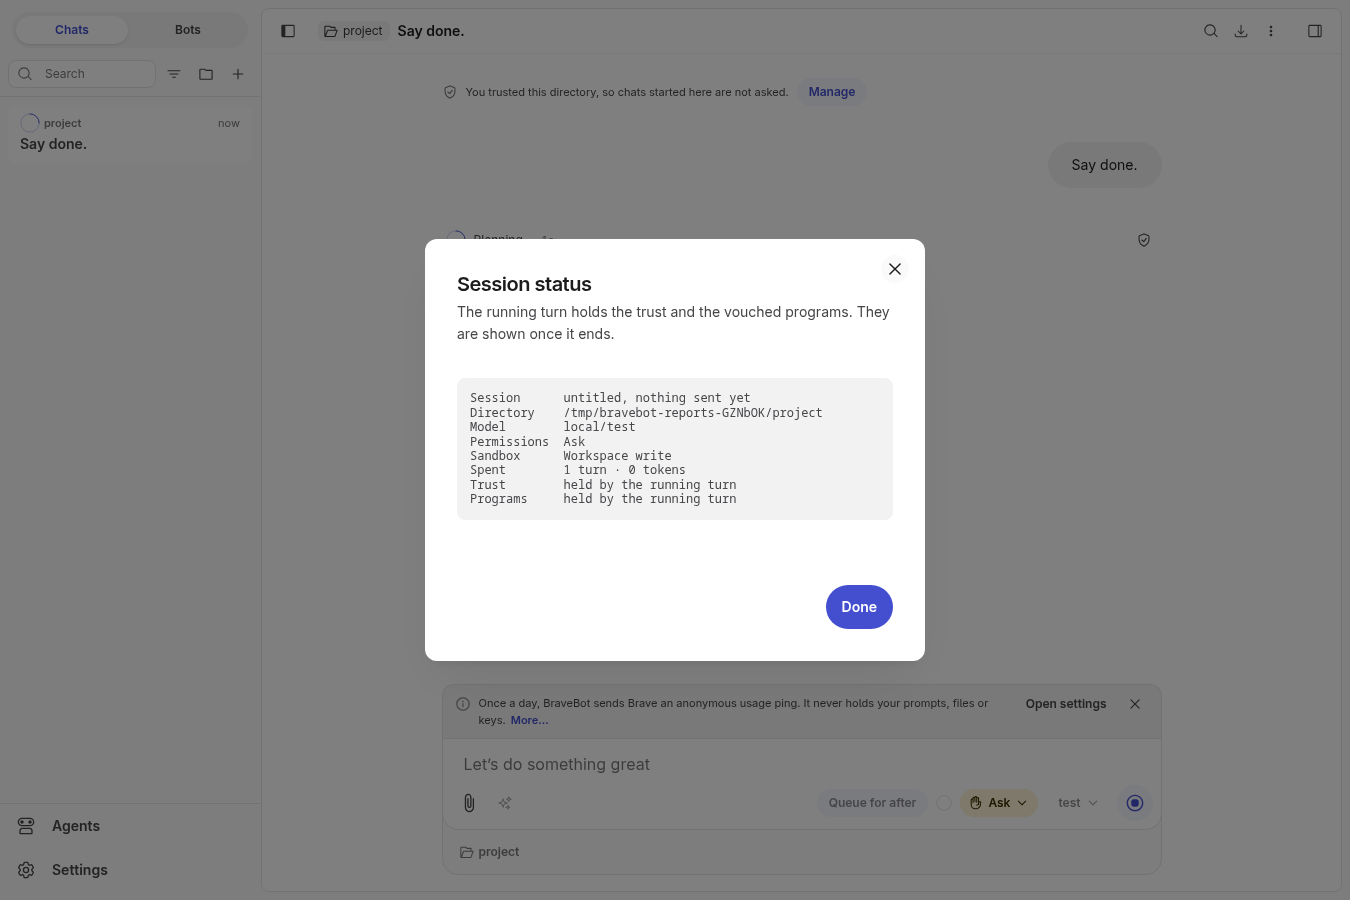 Chats
Bots
Search
project
now
Say done.
Agents
Settings
project
Say done.
You trusted this directory, so chats started here are not asked.
Manage
Say done.
Session status
The running turn holds the trust and the vouched programs. They
are shown once it ends.
Session untitled, nothing sent yet
Directory /tmp/bravebot-reports-GZNbOK/project
Model local/test
Permissions Ask
Sandbox Workspace write
Spent 1 turn · 0 tokens
Trust held by the running turn
Programs held by the running turn
Done
Once a day, BraveBot sends Brave an anonymous usage ping. It never holds your prompts, files or
keys. More...
Open settings
Let's do something great
Queue for after
Ask
test
project